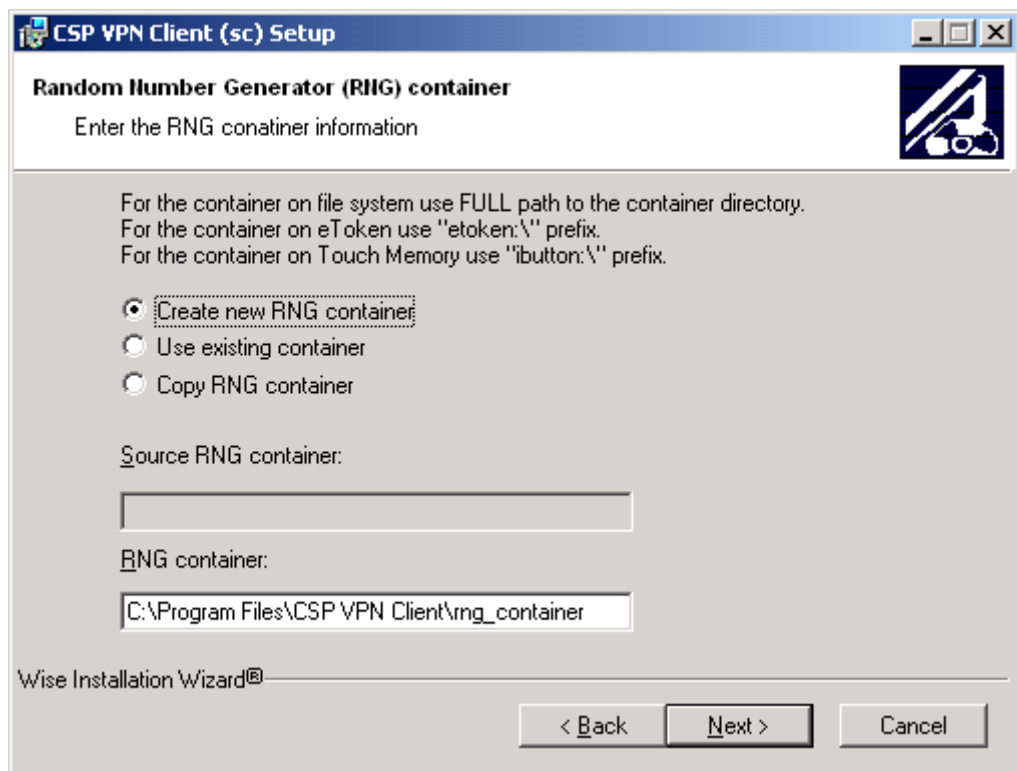 CSP VPN Client (sc) Setup
Random Number Generator (RNG) container
Enter the RNG conatiner information
For the container on file system use FULL path to the container directory.
For the container on eToken use "etoken:\" prefix.
For the container on Touch Memory use "ibutton:\" prefix.
Create new RNG container
Use existing container
Copy RNG container
Source RNG container:
RNG container:
C:\Program Files\CSP VPN Client\rng_container
Wise Installation Wizard®
< Back Next > Cancel